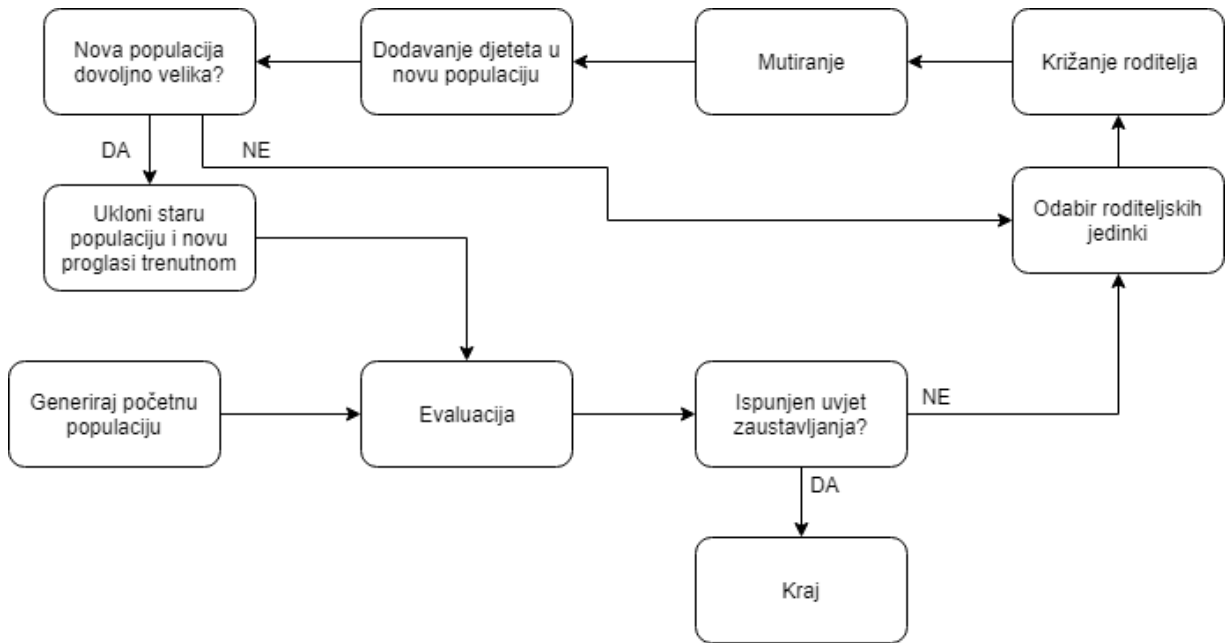 Nova populacija
dovoljno velika?
Dodavanje djeteta u
novu populaciju
Mutiranje
Križanje roditelja
DA
NE
Ukloni staru
populaciju i novu
proglasi trenutnom
Odabir roditeljskih
jedinki
Generiraj početnu
populaciju
Evaluacija
Ispunjen uvjet
zaustavljanja?
NE
DA
Kraj